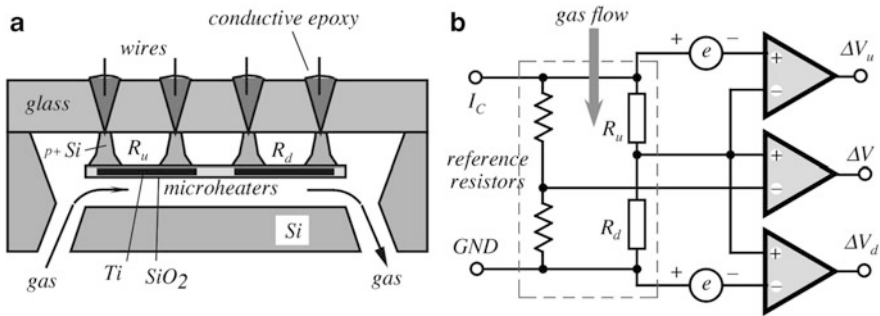 a
wires
conductive epoxy
glass
p+ Si
R_u
R_d
microheaters
Si
gas
Ti
SiO2
gas
b
gas flow
+ e −
ΔV_u
+
−
I_C
R_u
reference
resistors
+
−
ΔV
R_d
GND
+
−
ΔV_d
+ e −